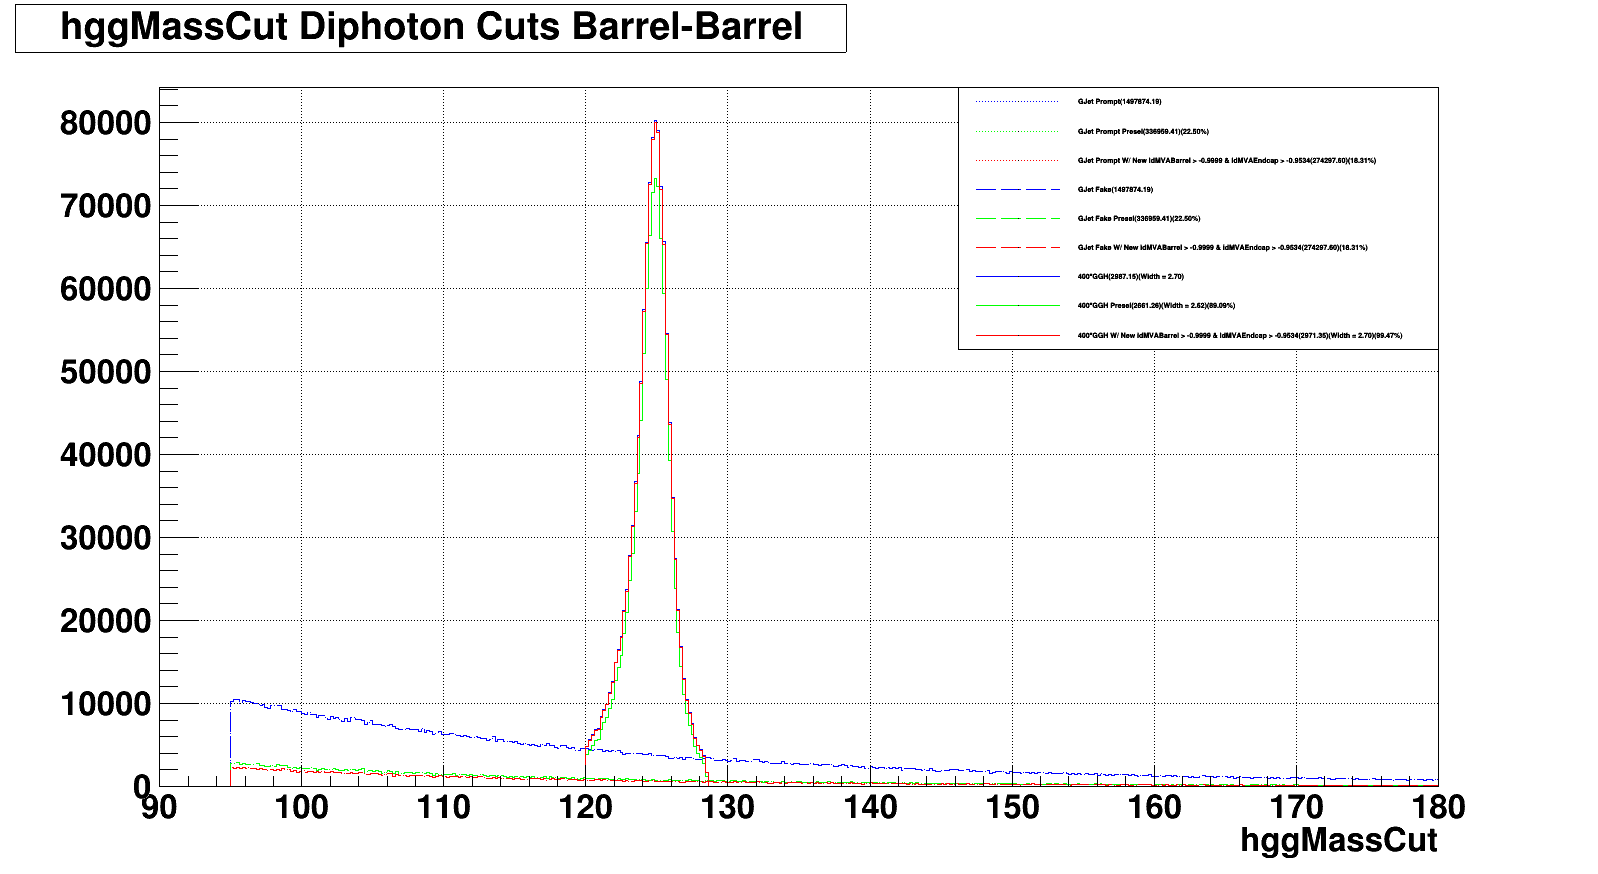 hggMassCut Diphoton Cuts Barrel-Barrel
GJet Prompt(1497874.19)
GJet Prompt Presel(336959.41)(22.50%)
GJet Prompt W/ New IdMVABarrel > -0.9999 & IdMVAEndcap > -0.9534(274297.60)(18.31%)
GJet Fake(1497874.19)
GJet Fake Presel(336959.41)(22.50%)
GJet Fake W/ New IdMVABarrel > -0.9999 & IdMVAEndcap > -0.9534(274297.60)(18.31%)
400*GGH(2987.15)(Width = 2.70)
400*GGH Presel(2661.26)(Width = 2.52)(89.09%)
400*GGH W/ New IdMVABarrel > -0.9999 & IdMVAEndcap > -0.9534(2971.35)(Width = 2.70)(99.47%)
80000
70000
60000
50000
40000
30000
20000
10000
0
90 100 110 120 130 140 150 160 170 180
hggMassCut